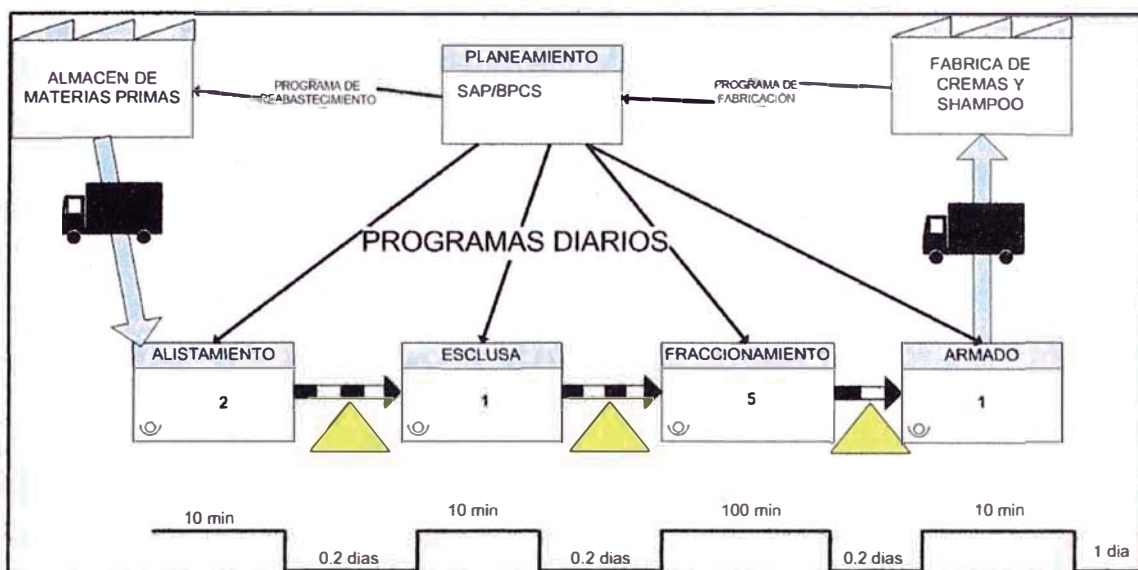 ALMACEN DE
MATERIAS PRIMAS
PROGRAMA DE
REABASTECIMIENTO
PLANEAMIENTO
SAP/BPCS
PROGRAMA DE
FABRICACIÓN
FABRICA DE
CREMAS Y
SHAMPOO
PROGRAMAS DIARIOS
ALISTAMIENTO
2
ESCLUSA
1
FRACCIONAMIENTO
5
ARMADO
1
10 min
0.2 dias
10 min
0.2 dias
100 min
0.2 dias
10 min
1 dia